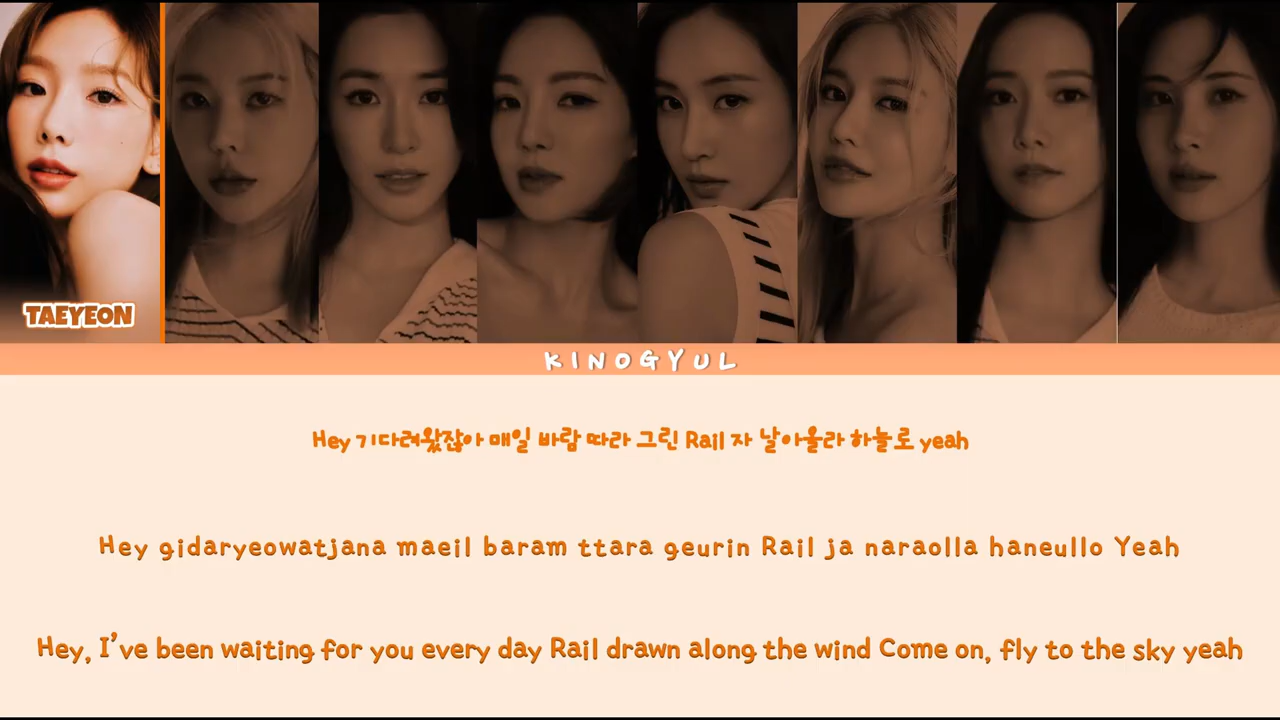 TAEYEON
KINOGYUL
Hey 기다려왔잖아 매일 바람 따라 그린 Rail 자 날아올라 하늘로 yeah
Hey gidaryeowatjana maeil baram ttara geurin Rail ja naraolla haneullo Yeah
Hey, I've been waiting for you every day Rail drawn along the wind Come on, fly to the sky yeah